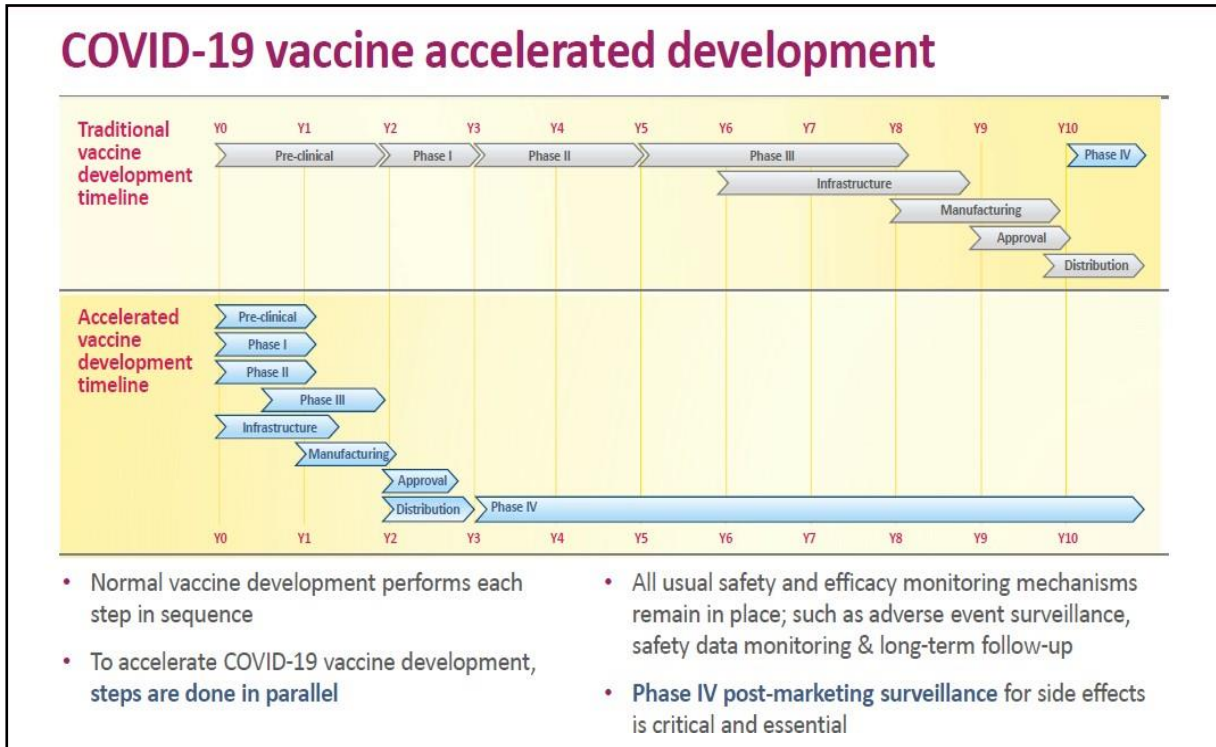 COVID-19 vaccine accelerated development
Traditional
vaccine
development
timeline
Y0 Y1 Y2 Y3 Y4 Y5 Y6 Y7 Y8 Y9 Y10
Pre-clinical Phase I Phase II Phase III Phase IV
Infrastructure
Manufacturing
Approval
Distribution
Accelerated
vaccine
development
timeline
Pre-clinical
Phase I
Phase II
Phase III
Infrastructure
Manufacturing
Approval
Distribution Phase IV
Y0 Y1 Y2 Y3 Y4 Y5 Y6 Y7 Y8 Y9 Y10
• Normal vaccine development performs each
step in sequence
• To accelerate COVID-19 vaccine development,
steps are done in parallel
• All usual safety and efficacy monitoring mechanisms
remain in place; such as adverse event surveillance,
safety data monitoring & long-term follow-up
• Phase IV post-marketing surveillance for side effects
is critical and essential